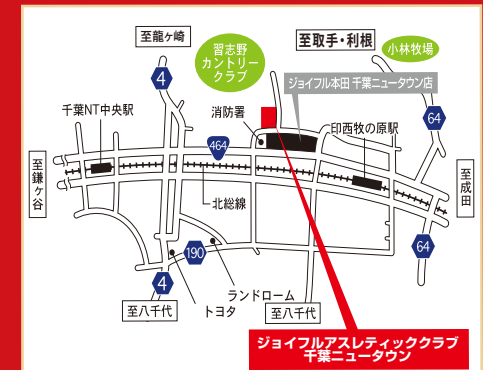 至龍ヶ崎
習志野
カントリー
クラブ
至取手・利根
小林牧場
4
ジョイフル本田 千葉ニュータウン店
千葉NT中央駅
消防署
64
印西牧の原駅
464
至鎌ヶ谷
至成田
北総線
190
64
4
ランドローム
トヨタ
至八千代
至八千代
ジョイフルアスレティッククラブ
千葉ニュータウン